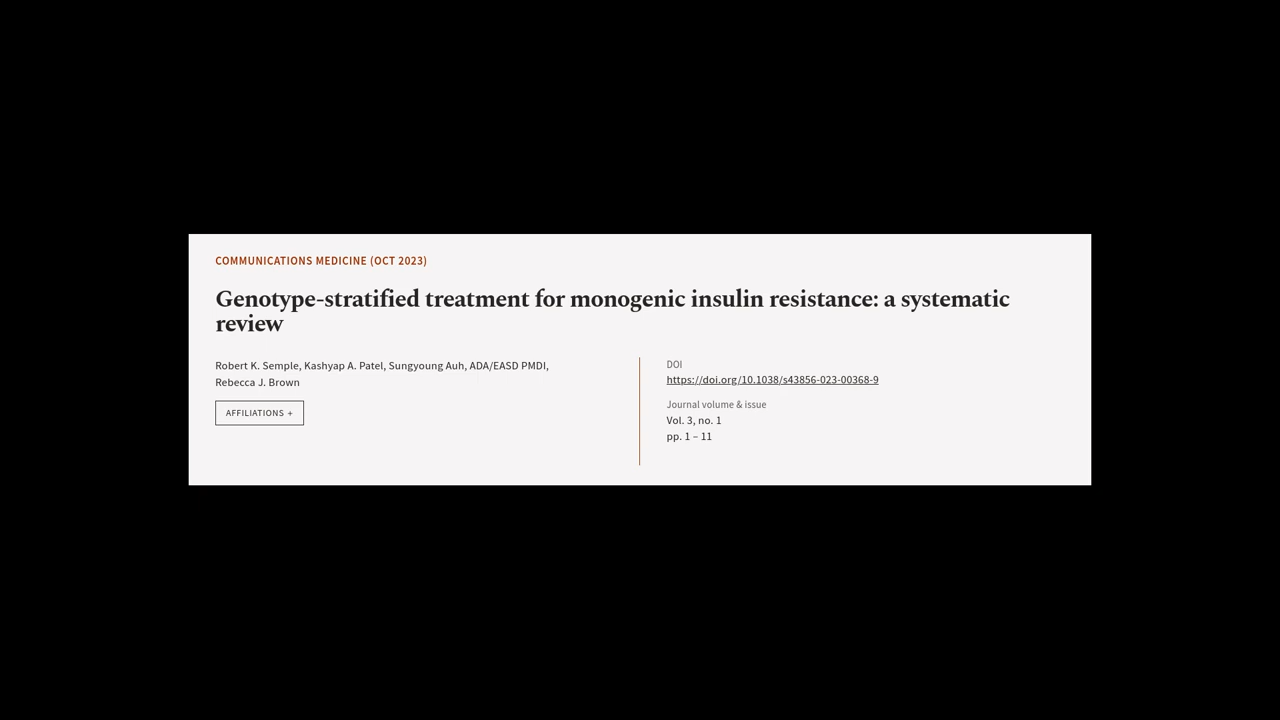 COMMUNICATIONS MEDICINE (OCT 2023)
Genotype-stratified treatment for monogenic insulin resistance: a systematic
review
Robert K. Semple, Kashyap A. Patel, Sungyoung Auh, ADA/EASD PMDI,
Rebecca J. Brown
AFFILIATIONS +
DOI
https://doi.org/10.1038/s43856-023-00368-9
Journal volume & issue
Vol. 3, no. 1
pp. 1 – 11